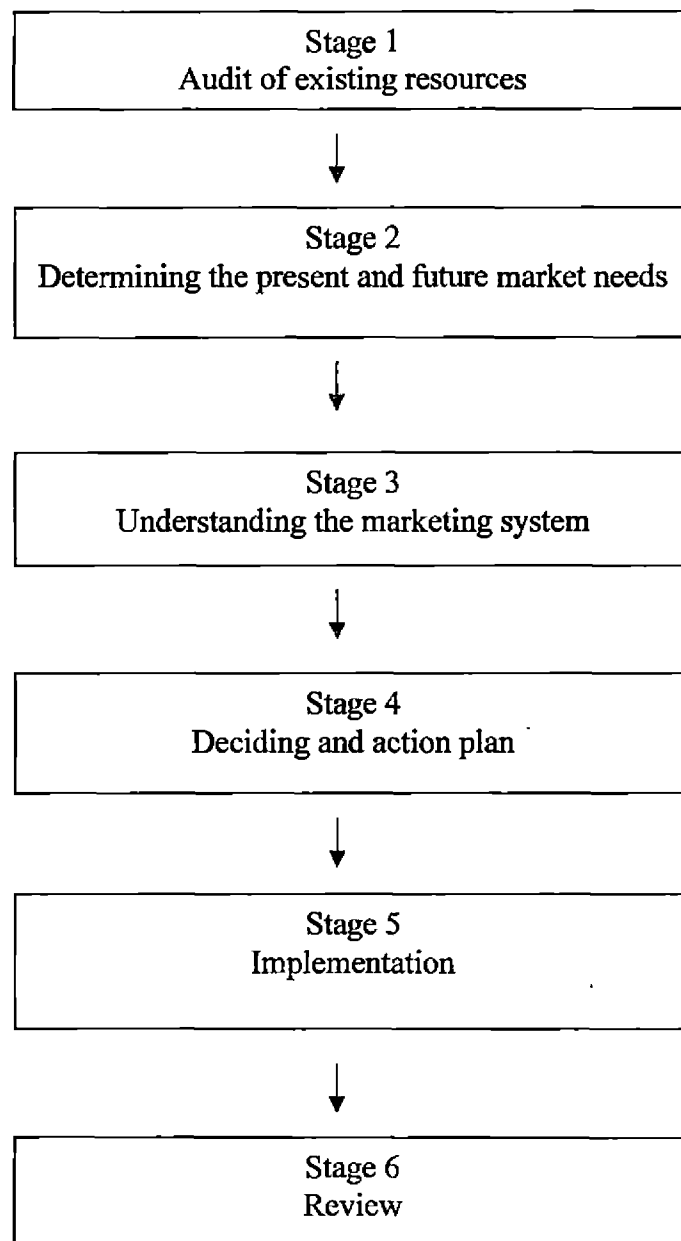 Stage 1
Audit of existing resources
Stage 2
Determining the present and future market needs
Stage 3
Understanding the marketing system
Stage 4
Deciding and action plan
Stage 5
Implementation
Stage 6
Review